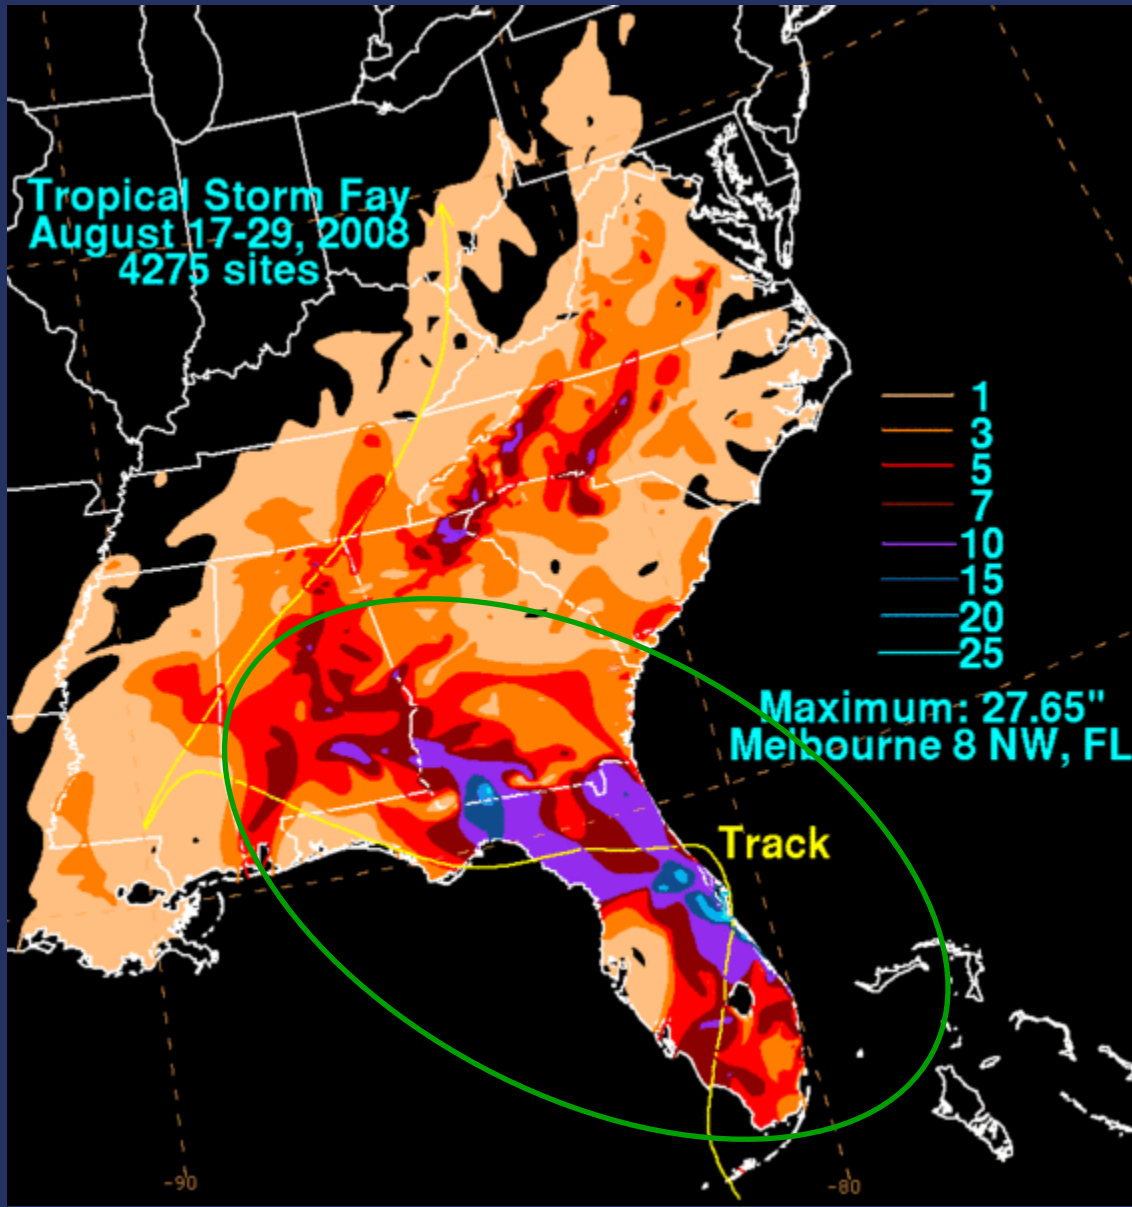 Tropical Storm Fay
August 17-29, 2008
4275 sites
1
3
5
7
10
15
20
25
Maximum: 27.65"
Melbourne 8 NW, FL
Track
-90
-80